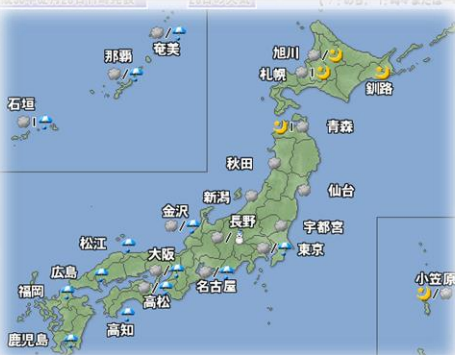 奄美
那覇
旭川
札幌
釧路
石垣
青森
秋田
仙台
新潟
金沢
長野
宇都宮
松江
大阪
東京
広島
名古屋
小笠原
福岡
高松
高知
鹿児島